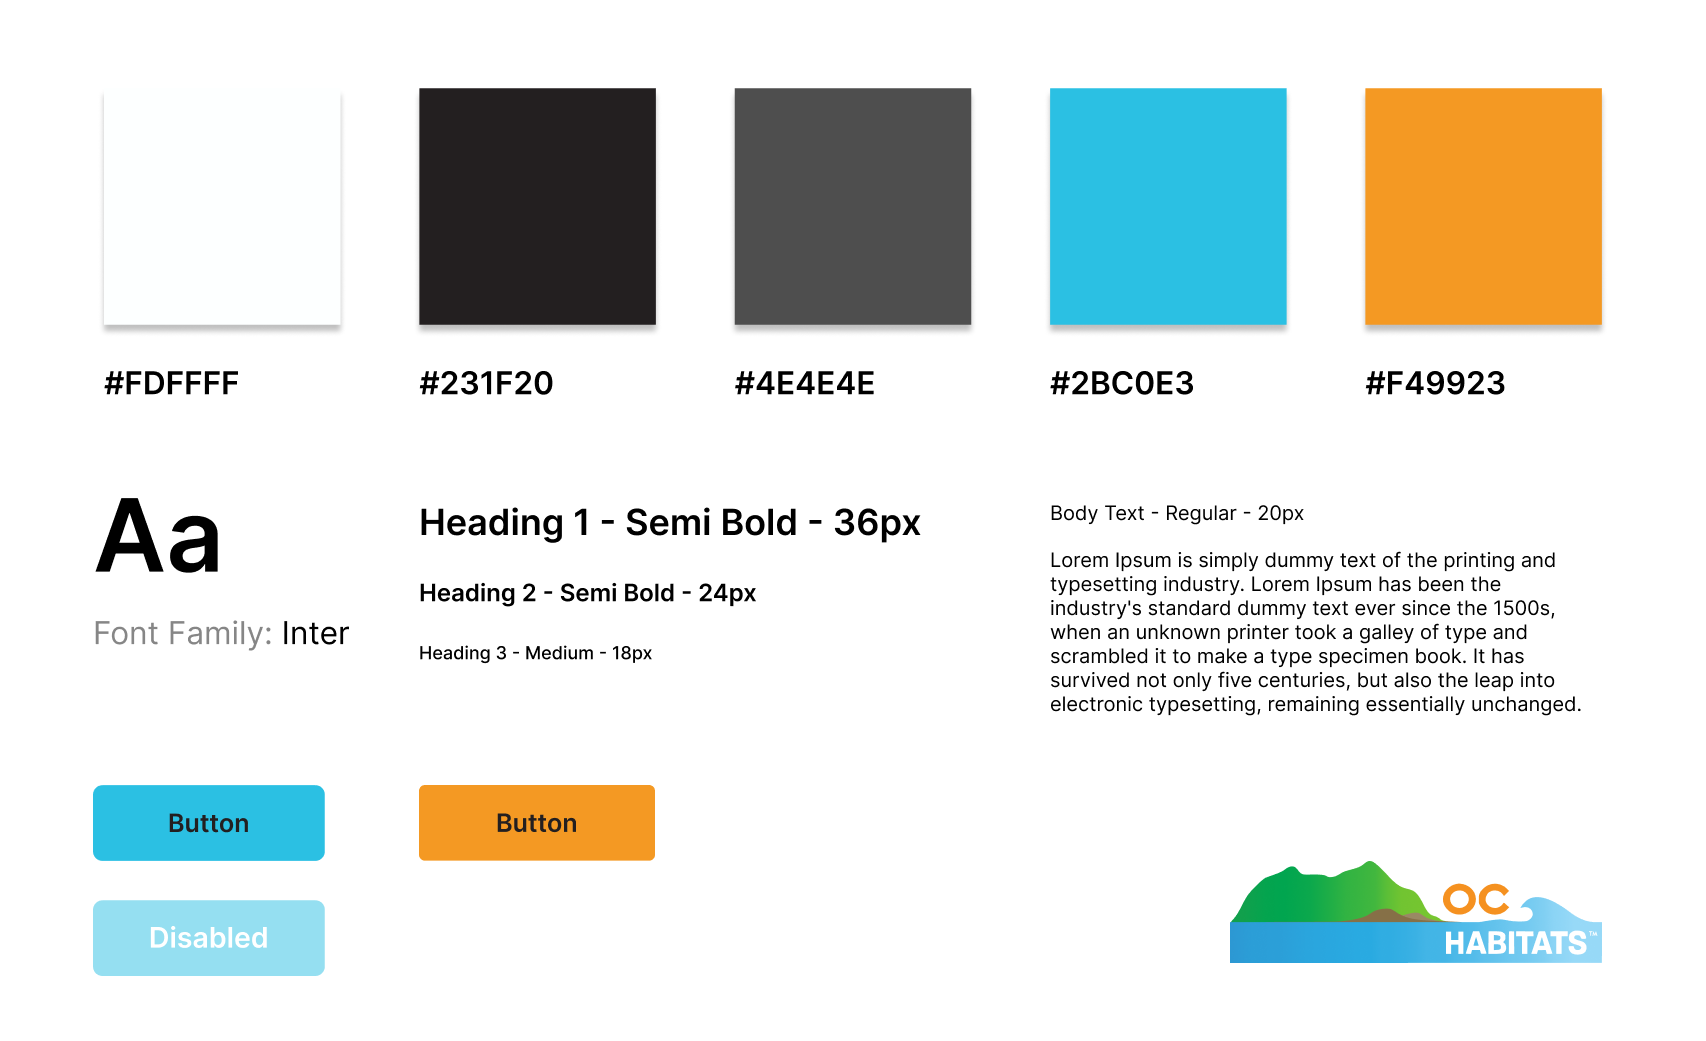 #FDFFFF
#231F20
#4E4E4E
#2BC0E3
#F49923
Aa
Font Family: Inter
Heading 1 - Semi Bold - 36px
Heading 2 - Semi Bold - 24px
Heading 3 - Medium - 18px
Body Text - Regular - 20px
Lorem Ipsum is simply dummy text of the printing and
typesetting industry. Lorem Ipsum has been the
industry's standard dummy text ever since the 1500s,
when an unknown printer took a galley of type and
scrambled it to make a type specimen book. It has
survived not only five centuries, but also the leap into
electronic typesetting, remaining essentially unchanged.
Button
Button
Disabled
OC
HABITATS™